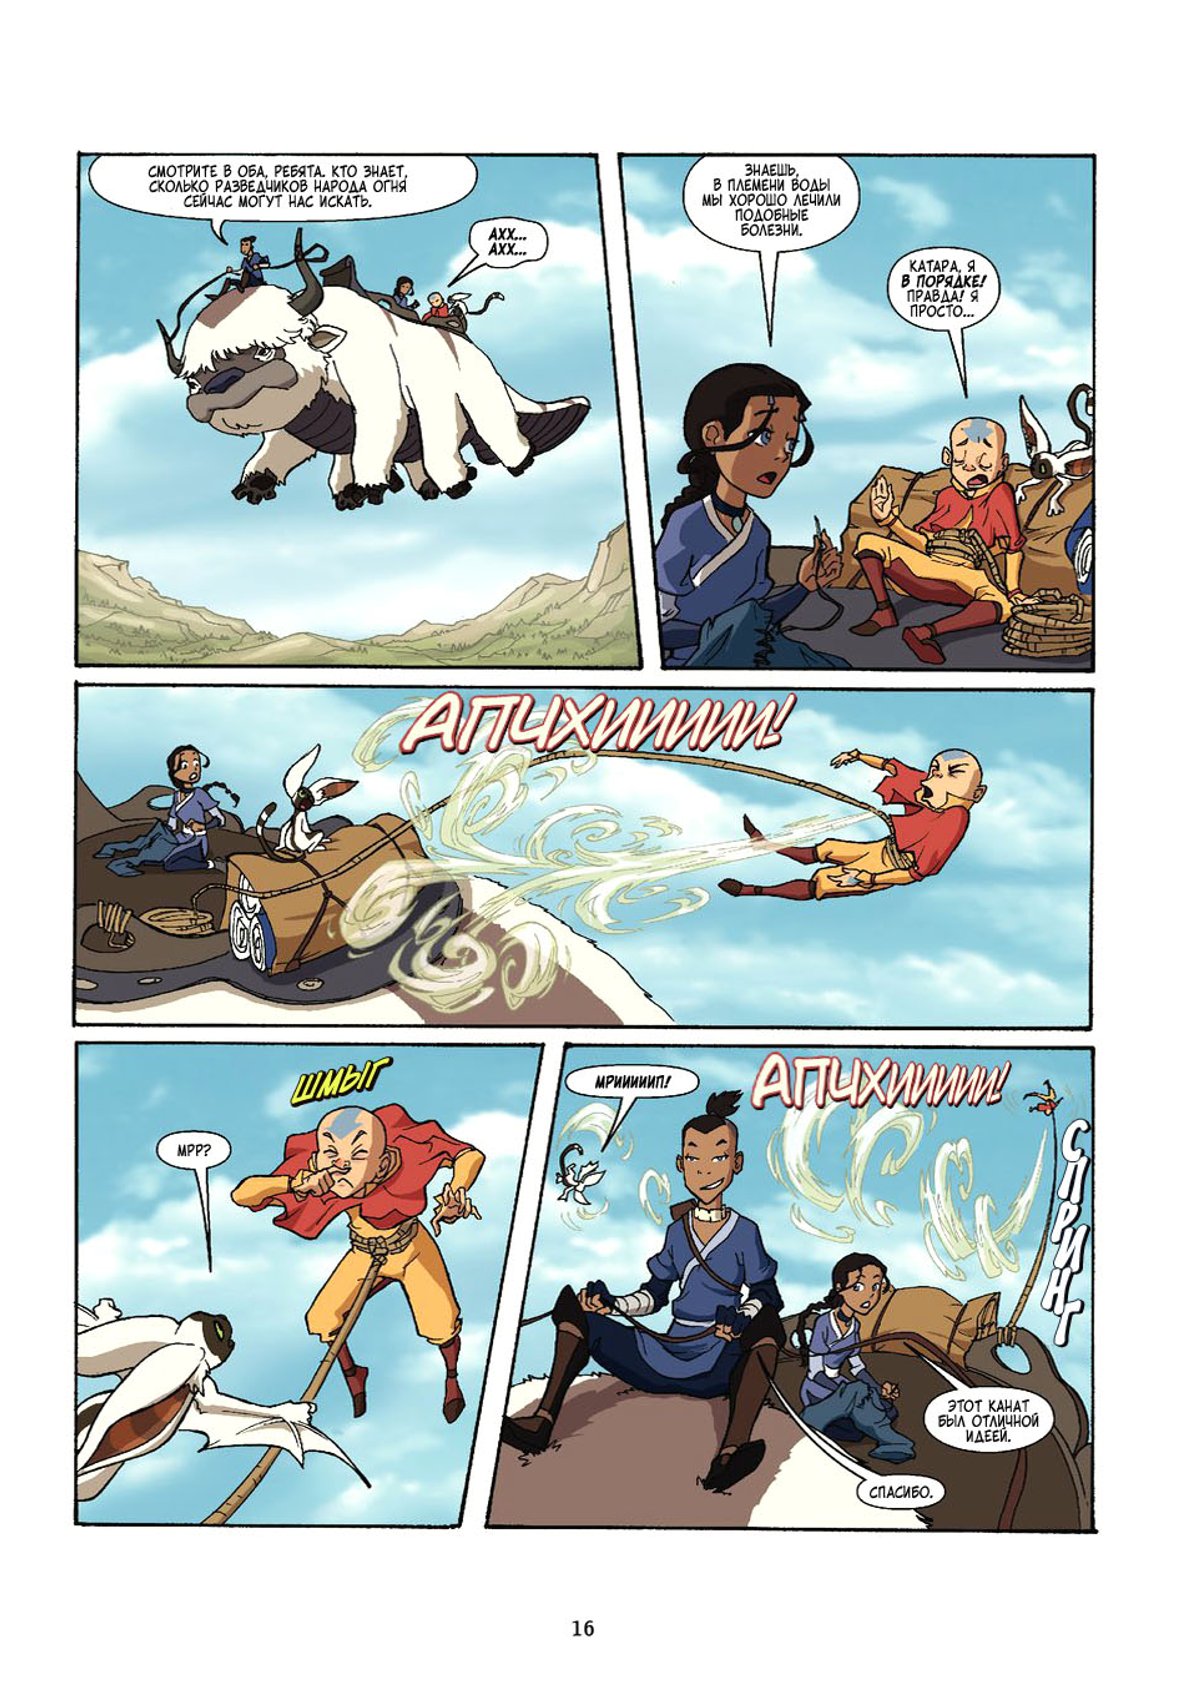 СМОТРИТЕ В ОБА, РЕБЯТА. КТО ЗНАЕТ,
СКОЛЬКО РАЗВЕДЧИКОВ НАРОДА ОГНЯ
СЕЙЧАС МОГУТ НАС ИСКАТЬ.
АХХ...
АХХ...
ЗНАЕШЬ,
В ПЛЕМЕНИ ВОДЫ
МЫ ХОРОШО ЛЕЧИЛИ
ПОДОБНЫЕ
БОЛЕЗНИ.
КАТАРА, Я
В ПОРЯДКЕ!
ПРАВДА! Я
ПРОСТО...
АПЧХИИИИИ!
ШМЫГ
МРР?
МРИИИИИП!
АПЧХИИИИИ!
СПРИНГ
ЭТОТ КАНАТ
БЫЛ ОТЛИЧНОЙ
ИДЕЕЙ.
СПАСИБО.
16